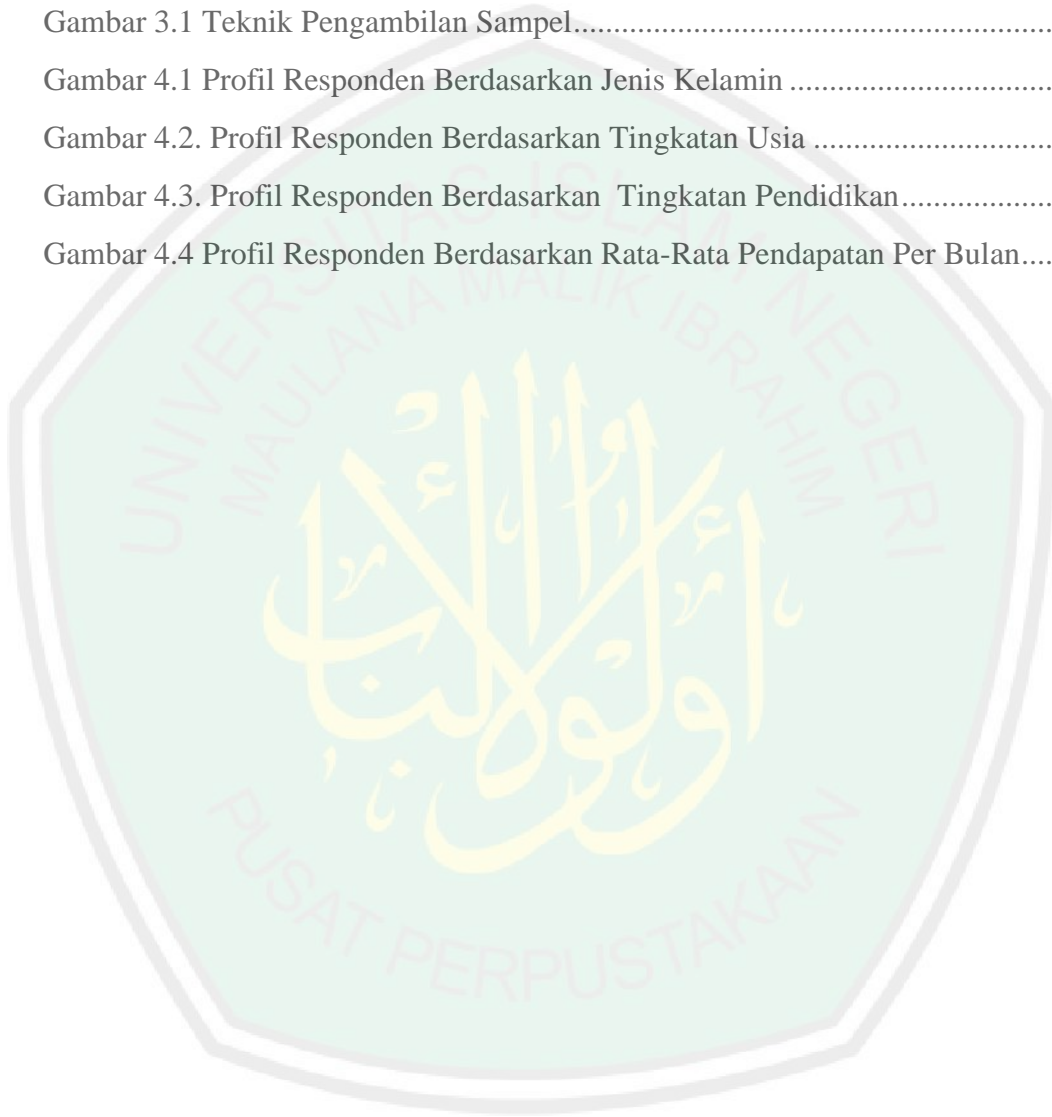 Gambar 3.1 Teknik Pengambilan Sampel............................................................
Gambar 4.1 Profil Responden Berdasarkan Jenis Kelamin .................................
Gambar 4.2. Profil Responden Berdasarkan Tingkatan Usia ..............................
Gambar 4.3. Profil Responden Berdasarkan  Tingkatan Pendidikan...................
Gambar 4.4 Profil Responden Berdasarkan Rata-Rata Pendapatan Per Bulan....
UNIVERSITAS ISLAM NEGERI
MAULANA MALIK IBRAHIM
أولوا الألباب
PUSAT PERPUSTAKAAN